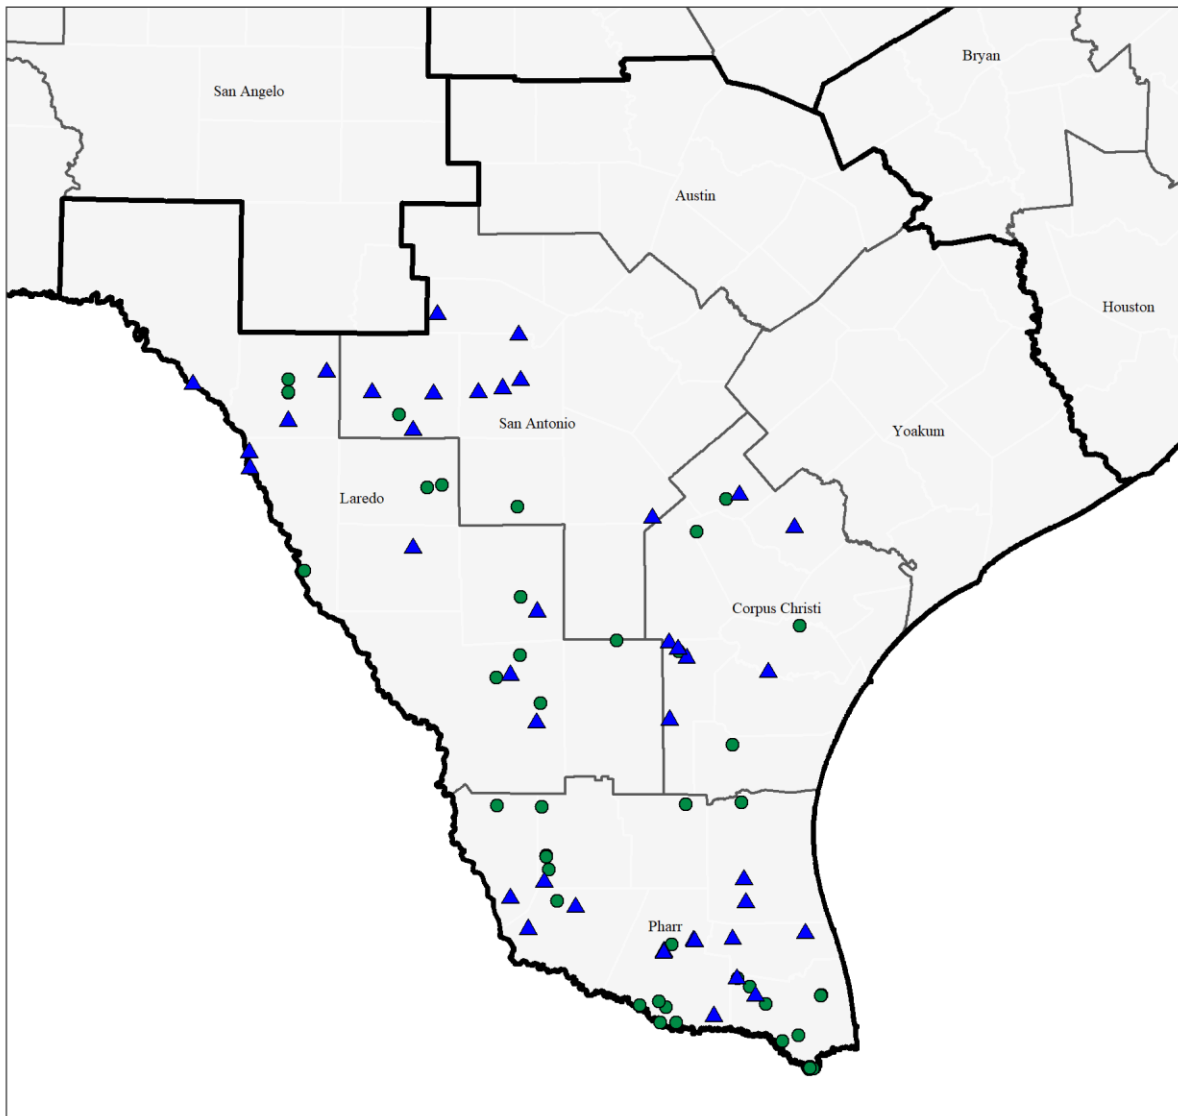 Bryan
San Angelo
Austin
Houston
San Antonio
Yoakum
Laredo
Corpus Christi
Pharr